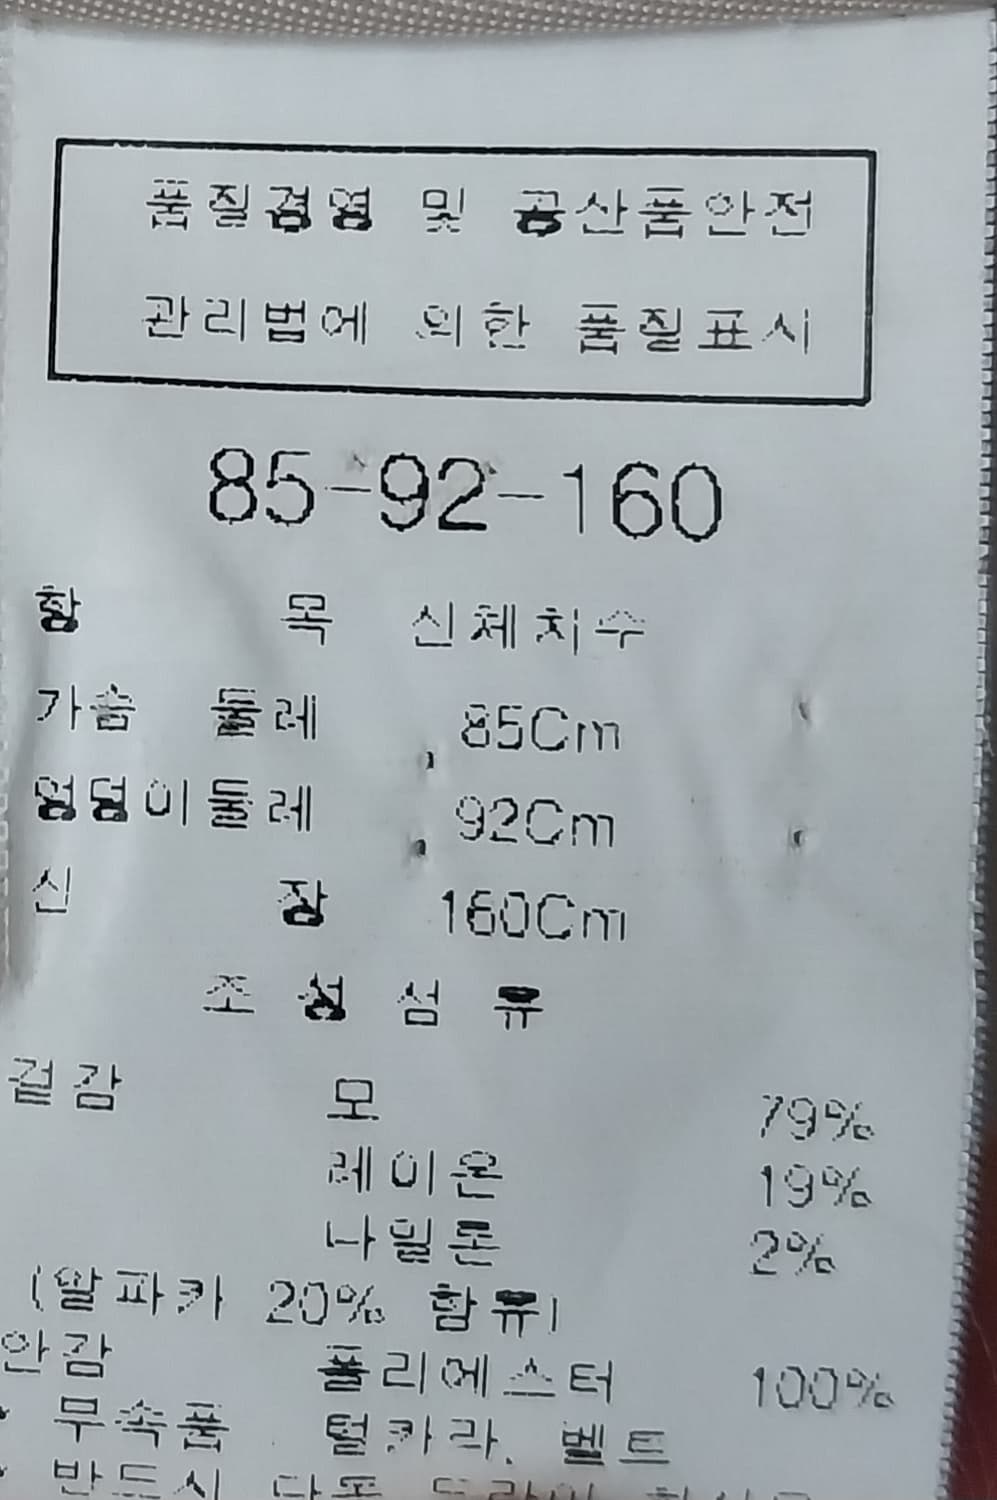 품질경영 및 공산품안전
관리법에 의한 품질표시
85-92-160
항 목 신체치수
가슴 둘레 85Cm
엉덩이둘레 92Cm
신 장 160Cm
조 성 섬 유
겉감 모 79%
레이온 19%
나일론 2%
(알파카 20% 함유)
안감 폴리에스터 100%
* 무속품 털카라, 벨트
* 반드시